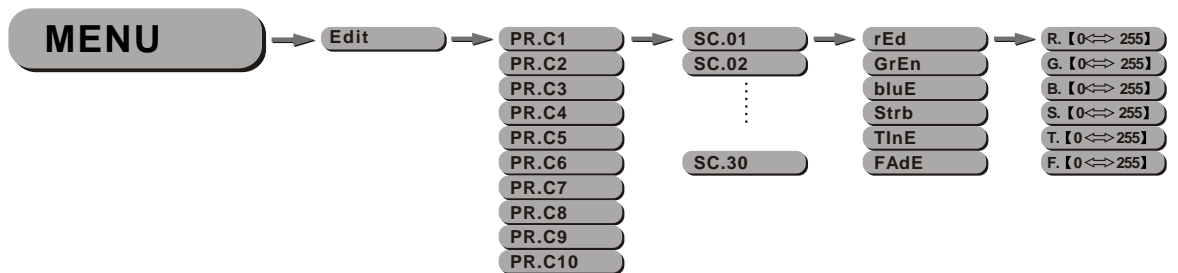 MENU
Edit
PR.C1
PR.C2
PR.C3
PR.C4
PR.C5
PR.C6
PR.C7
PR.C8
PR.C9
PR.C10
SC.01
SC.02
SC.30
rEd
GrEn
bluE
Strb
TInE
FAdE
R.【0⇔255】
G.【0⇔255】
B.【0⇔255】
S.【0⇔255】
T.【0⇔255】
F.【0⇔255】